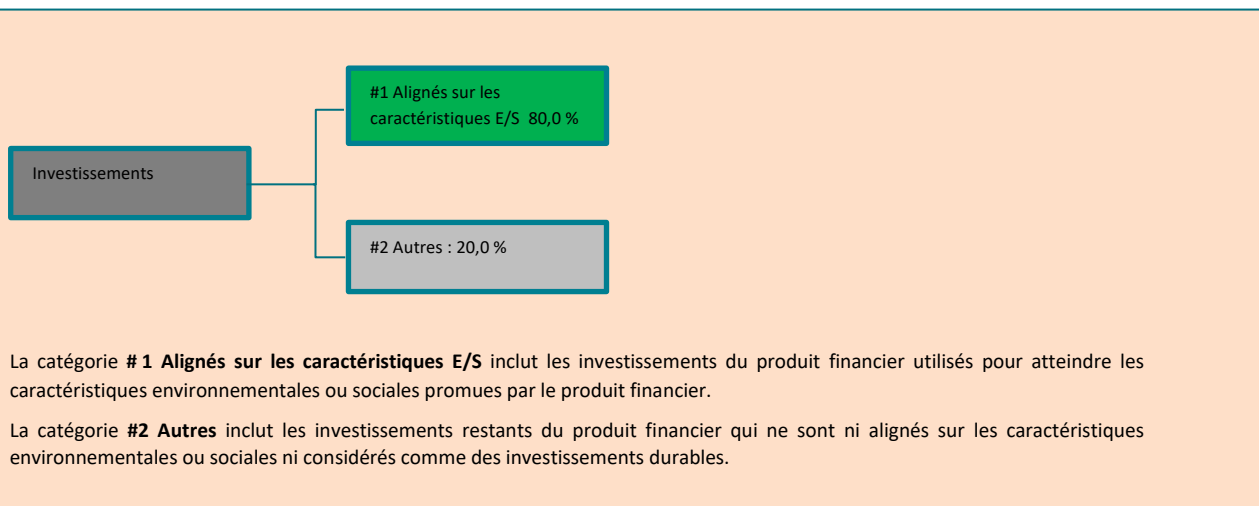 #1 Alignés sur les
caractéristiques E/S 80,0 %
Investissements
#2 Autres : 20,0 %
La catégorie # 1 Alignés sur les caractéristiques E/S inclut les investissements du produit financier utilisés pour atteindre les
caractéristiques environnementales ou sociales promues par le produit financier.
La catégorie #2 Autres inclut les investissements restants du produit financier qui ne sont ni alignés sur les caractéristiques
environnementales ou sociales ni considérés comme des investissements durables.